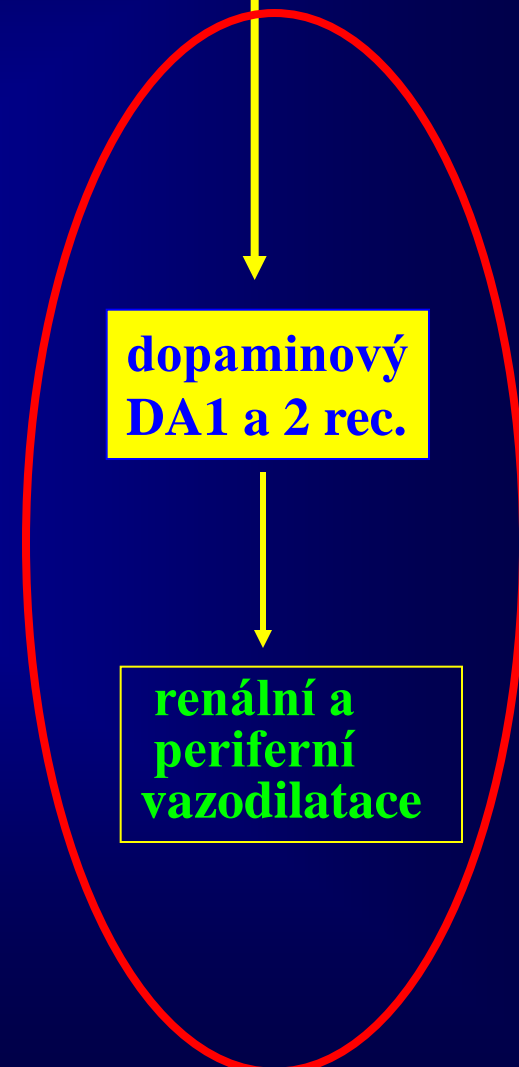 dopaminový
DA1 a 2 rec.
renální a
periferní
vazodilatace